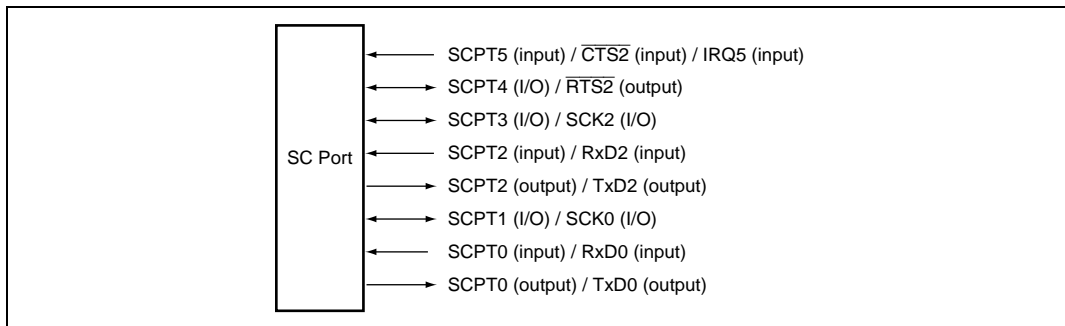 SC Port
SCPT5 (input) / CTS2 (input) / IRQ5 (input)
SCPT4 (I/O) / RTS2 (output)
SCPT3 (I/O) / SCK2 (I/O)
SCPT2 (input) / RxD2 (input)
SCPT2 (output) / TxD2 (output)
SCPT1 (I/O) / SCK0 (I/O)
SCPT0 (input) / RxD0 (input)
SCPT0 (output) / TxD0 (output)